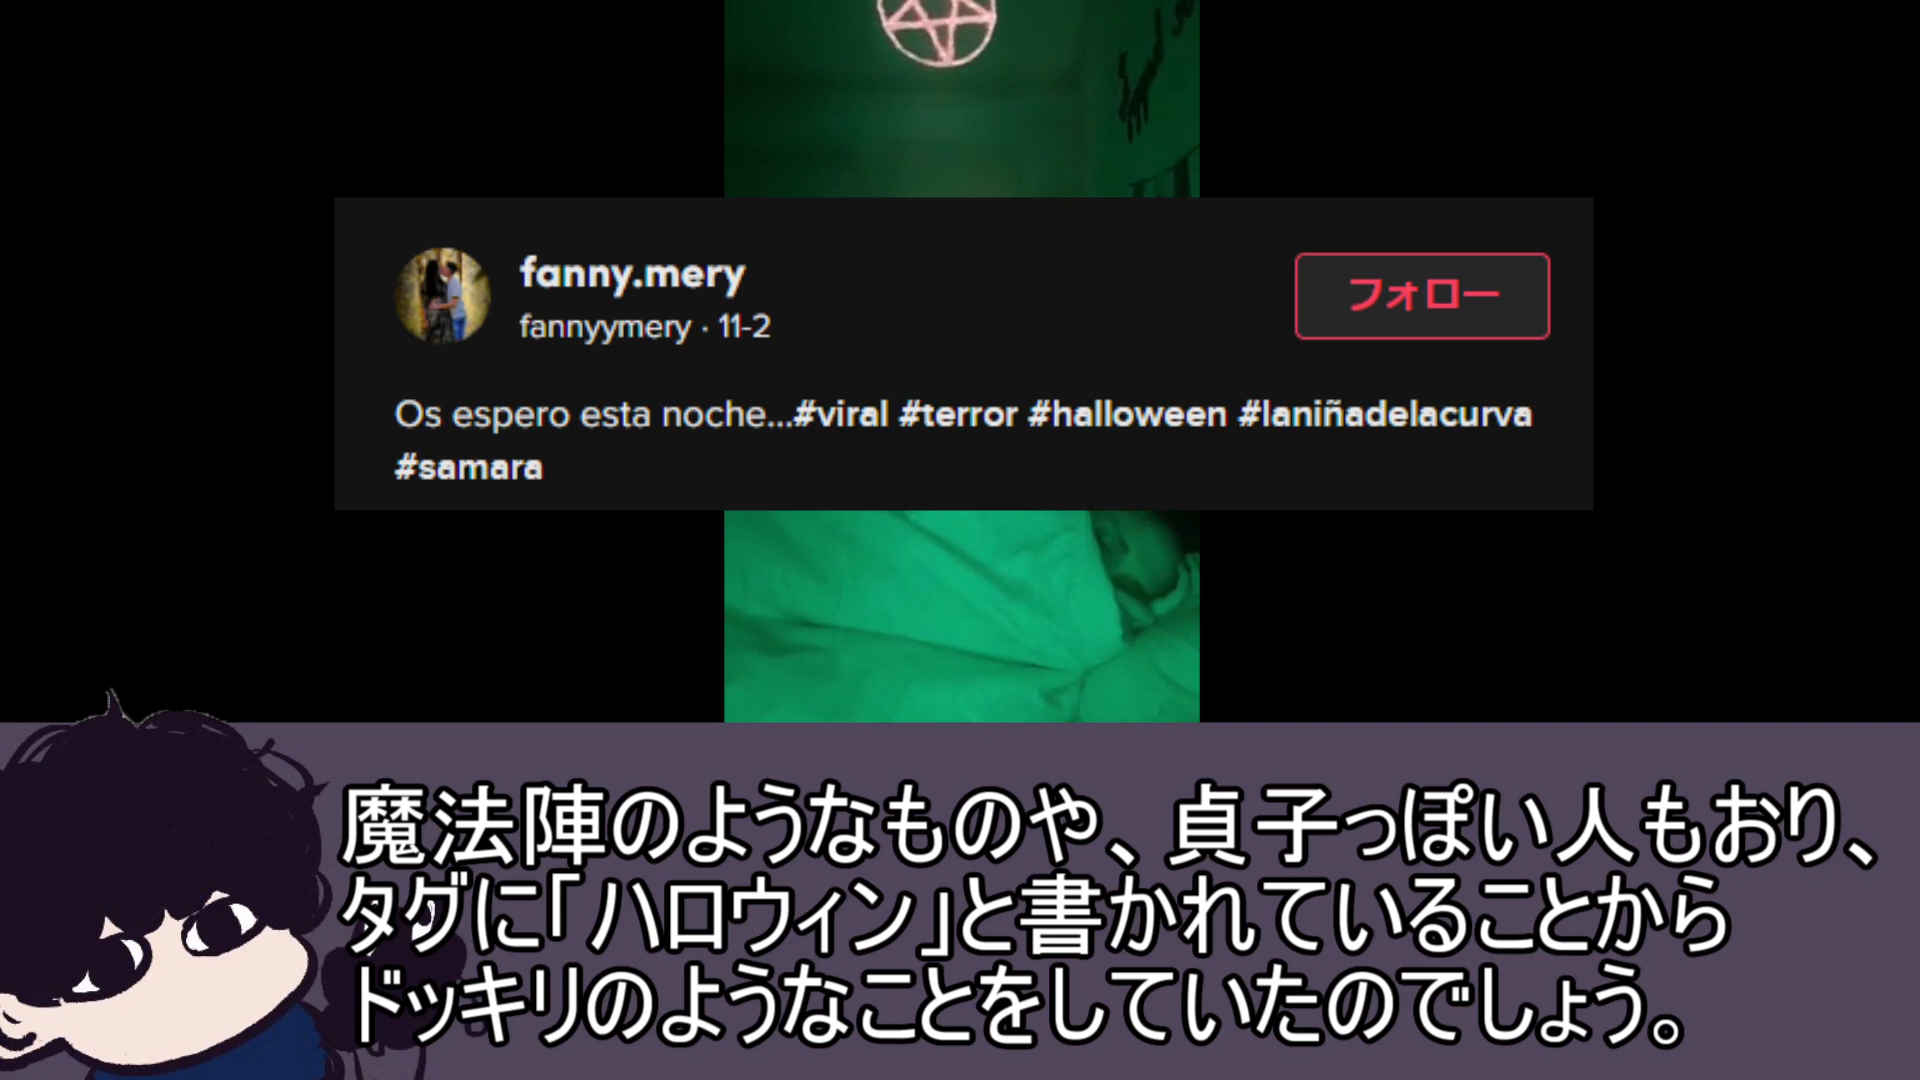 fanny.mery
fannyymery · 11-2
フォロー
Os espero esta noche...#viral #terror #halloween #laniñadelacurva
#samara
魔法陣のようなものや、貞子っぽい人もおり、
タグに「ハロウィン」と書かれていることから
ドッキリのようなことをしていたのでしょう。